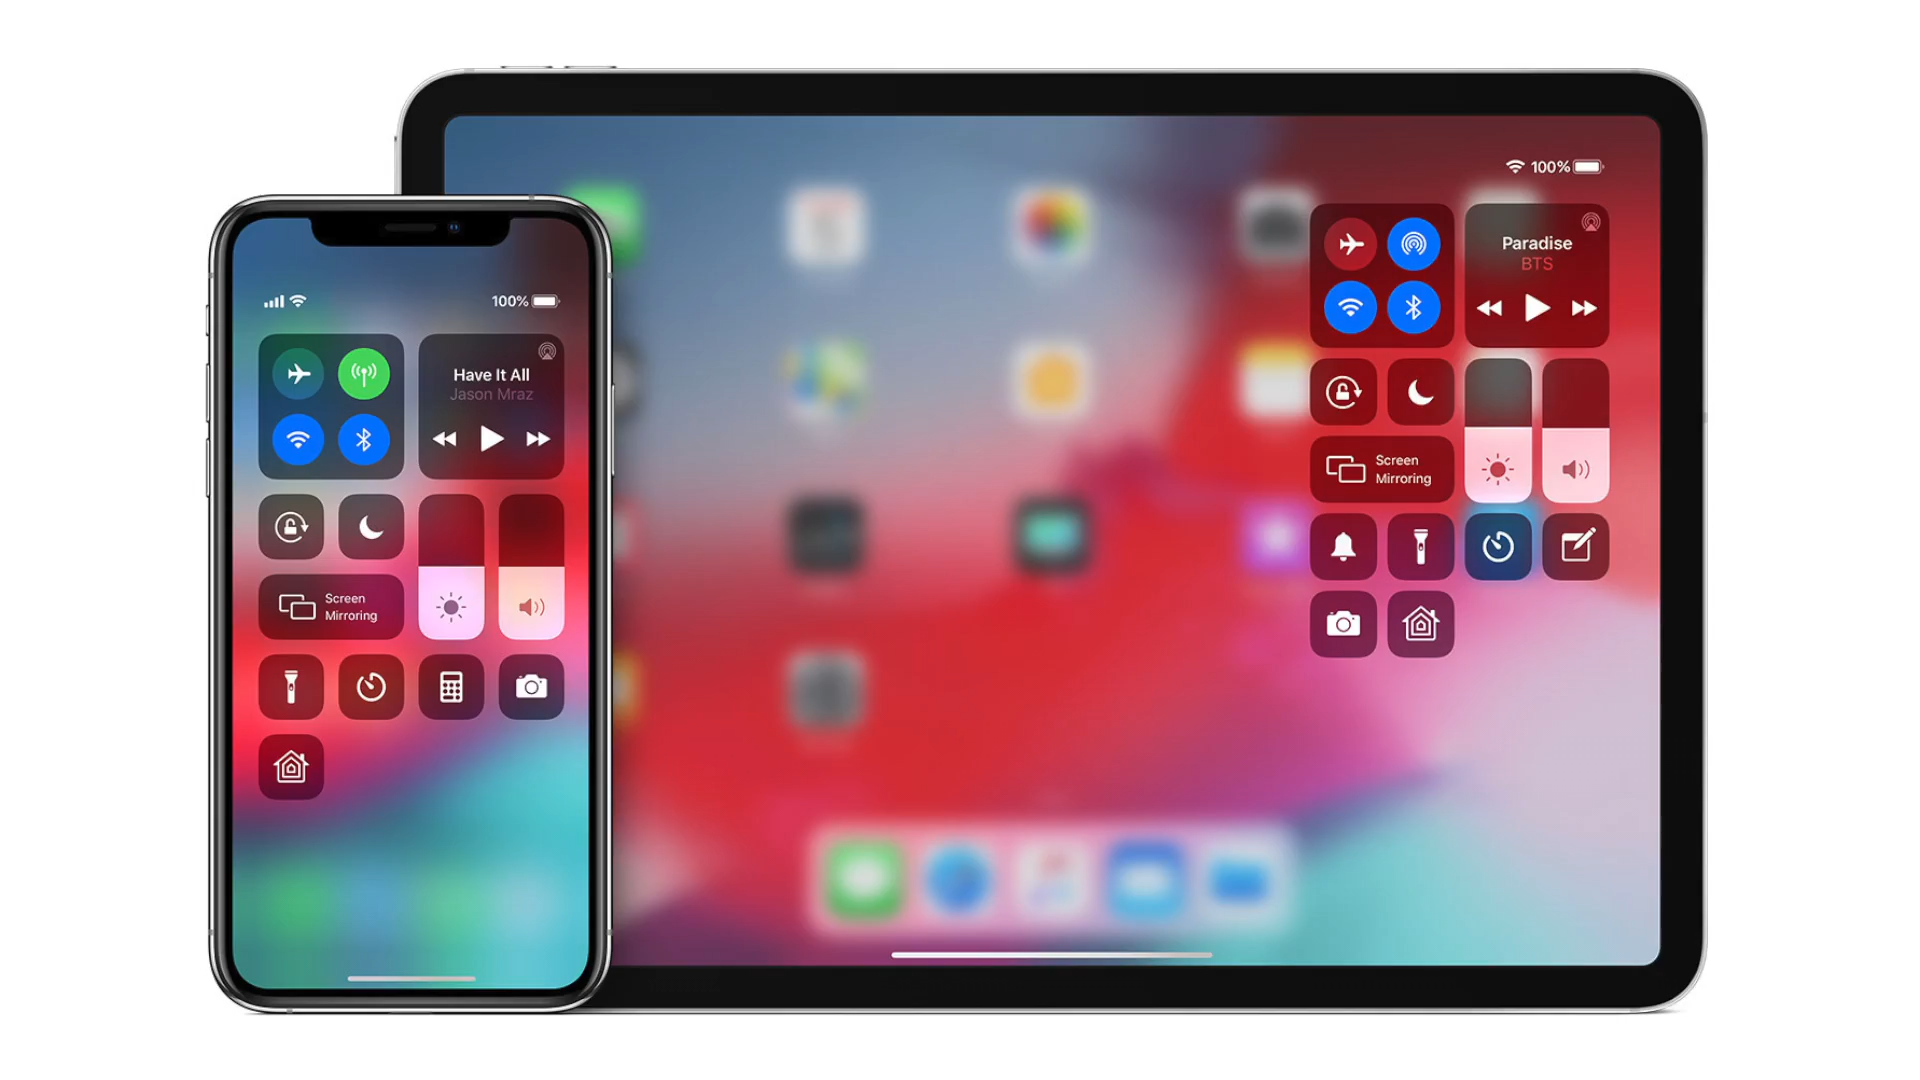 100%
Have It All
Jason Mraz
Screen
Mirroring
100%
Paradise
BTS
Screen
Mirroring